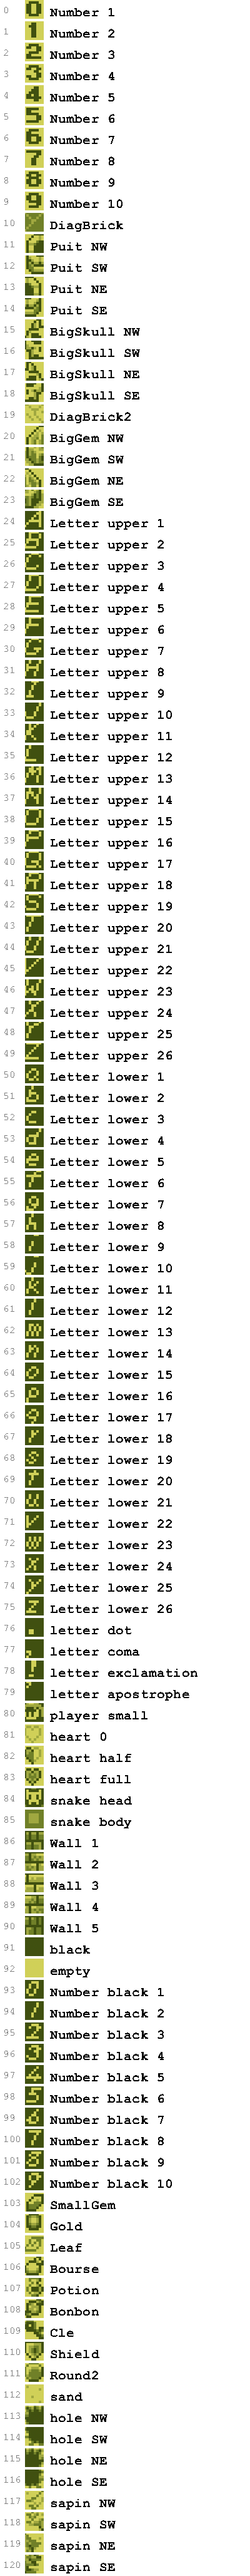 0 Number 1
1 Number 2
2 Number 3
3 Number 4
4 Number 5
5 Number 6
6 Number 7
7 Number 8
8 Number 9
9 Number 10
10 DiagBrick
11 Puit NW
12 Puit SW
13 Puit NE
14 Puit SE
15 BigSkull NW
16 BigSkull SW
17 BigSkull NE
18 BigSkull SE
19 DiagBrick2
20 BigGem NW
21 BigGem SW
22 BigGem NE
23 BigGem SE
24 Letter upper 1
25 Letter upper 2
26 Letter upper 3
27 Letter upper 4
28 Letter upper 5
29 Letter upper 6
30 Letter upper 7
31 Letter upper 8
32 Letter upper 9
33 Letter upper 10
34 Letter upper 11
35 Letter upper 12
36 Letter upper 13
37 Letter upper 14
38 Letter upper 15
39 Letter upper 16
40 Letter upper 17
41 Letter upper 18
42 Letter upper 19
43 Letter upper 20
44 Letter upper 21
45 Letter upper 22
46 Letter upper 23
47 Letter upper 24
48 Letter upper 25
49 Letter upper 26
50 Letter lower 1
51 Letter lower 2
52 Letter lower 3
53 Letter lower 4
54 Letter lower 5
55 Letter lower 6
56 Letter lower 7
57 Letter lower 8
58 Letter lower 9
59 Letter lower 10
60 Letter lower 11
61 Letter lower 12
62 Letter lower 13
63 Letter lower 14
64 Letter lower 15
65 Letter lower 16
66 Letter lower 17
67 Letter lower 18
68 Letter lower 19
69 Letter lower 20
70 Letter lower 21
71 Letter lower 22
72 Letter lower 23
73 Letter lower 24
74 Letter lower 25
75 Letter lower 26
76 letter dot
77 letter coma
78 letter exclamation
79 letter apostrophe
80 player small
81 heart 0
82 heart half
83 heart full
84 snake head
85 snake body
86 Wall 1
87 Wall 2
88 Wall 3
89 Wall 4
90 Wall 5
91 black
92 empty
93 Number black 1
94 Number black 2
95 Number black 3
96 Number black 4
97 Number black 5
98 Number black 6
99 Number black 7
100 Number black 8
101 Number black 9
102 Number black 10
103 SmallGem
104 Gold
105 Leaf
106 Bourse
107 Potion
108 Bonbon
109 Cle
110 Shield
111 Round2
112 sand
113 hole NW
114 hole SW
115 hole NE
116 hole SE
117 sapin NW
118 sapin SW
119 sapin NE
120 sapin SE